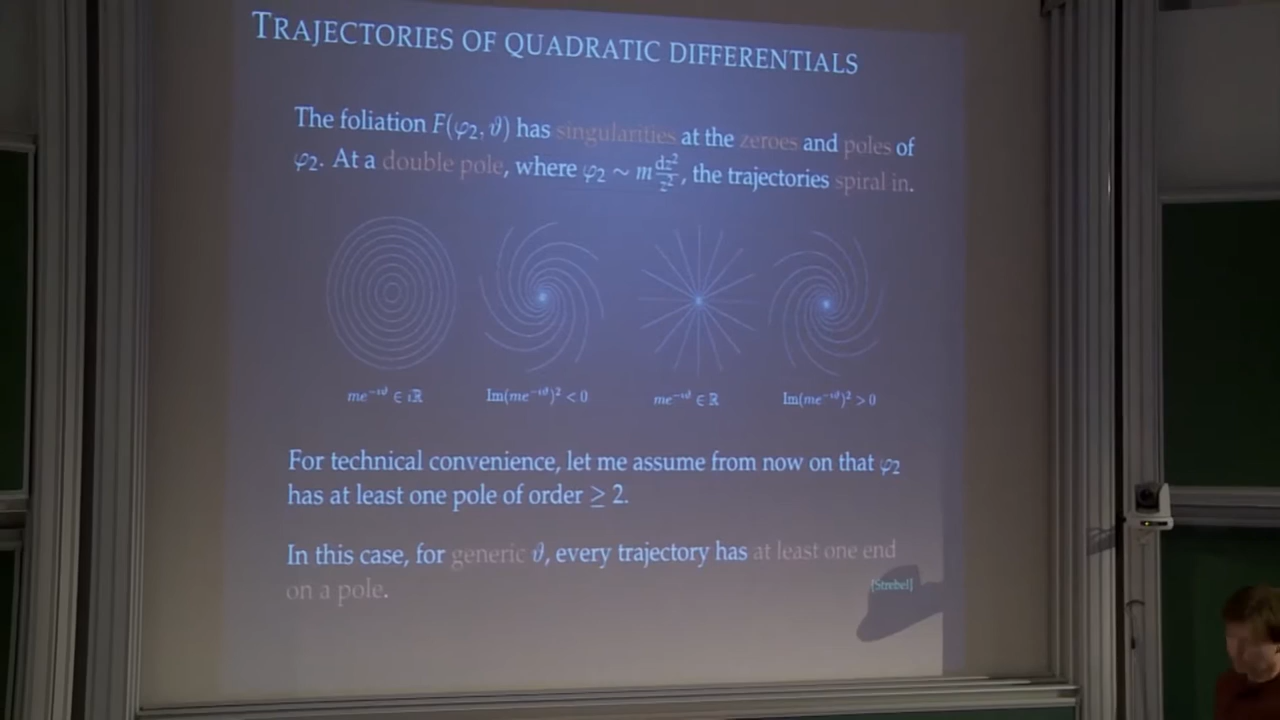 TRAJECTORIES OF QUADRATIC DIFFERENTIALS
The foliation F(φ₂, ϑ) has singularities at the zeroes and poles of
φ₂. At a double pole, where φ₂ ~ m dz²/z², the trajectories spiral in.
me^{-iϑ} ∈ iℝ Im(me^{-iϑ})² < 0 me^{-iϑ} ∈ ℝ Im(me^{-iϑ})² > 0
For technical convenience, let me assume from now on that φ₂
has at least one pole of order ≥ 2.
In this case, for generic ϑ, every trajectory has at least one end
on a pole.
[Strebel]